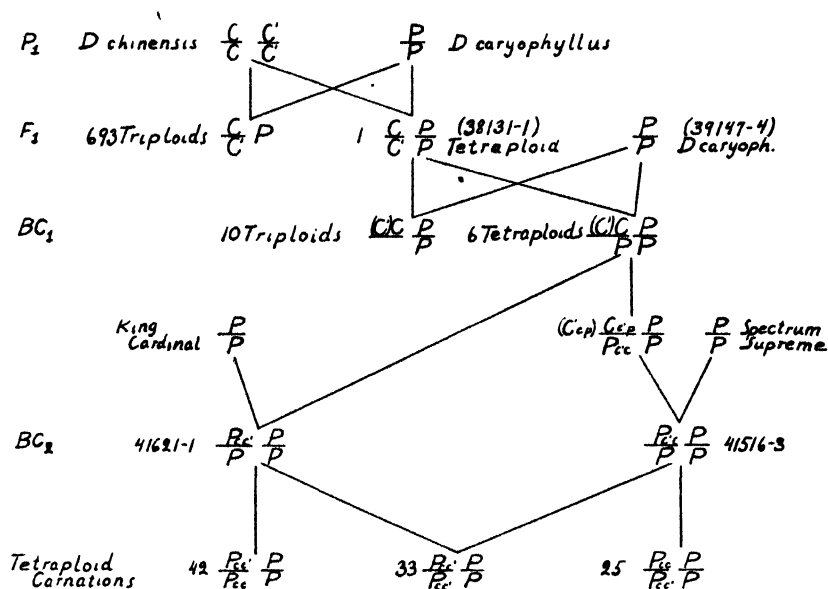 P1 D chinensis C/C C'/C' P/P D caryophyllus
F1 693 Triploids C/C' P 1 C/C' P/P (38131-1) Tetraploid P/P (39147-4) D caryoph.
BC1 10 Triploids (C')C P/P 6 Tetraploids (C')C/P P/P
King Cardinal P/P (C'cp) Cc'p/Pc'c P/P P/P Spectrum Supreme
BC2 41621-1 Pcc'/P P/P Pc'c/P P/P 41516-3
Tetraploid Carnations 42 Pcc'/Pcc P/P 33 Pcc'/Pcc' P/P 25 Pcc/Pcc' P/P